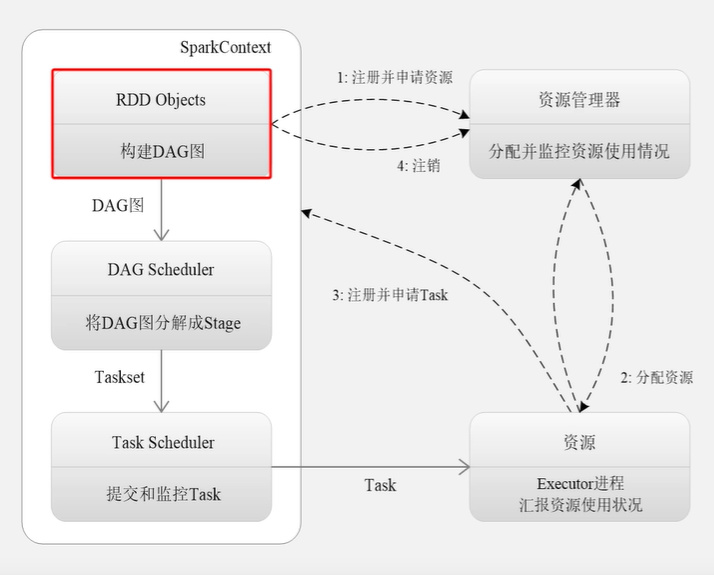 SparkContext
RDD Objects
构建DAG图
1: 注册并申请资源
资源管理器
分配并监控资源使用情况
4: 注销
DAG图
DAG Scheduler
将DAG图分解成Stage
3: 注册并申请Task
2: 分配资源
Taskset
Task Scheduler
提交和监控Task
Task
资源
Executor进程
汇报资源使用状况